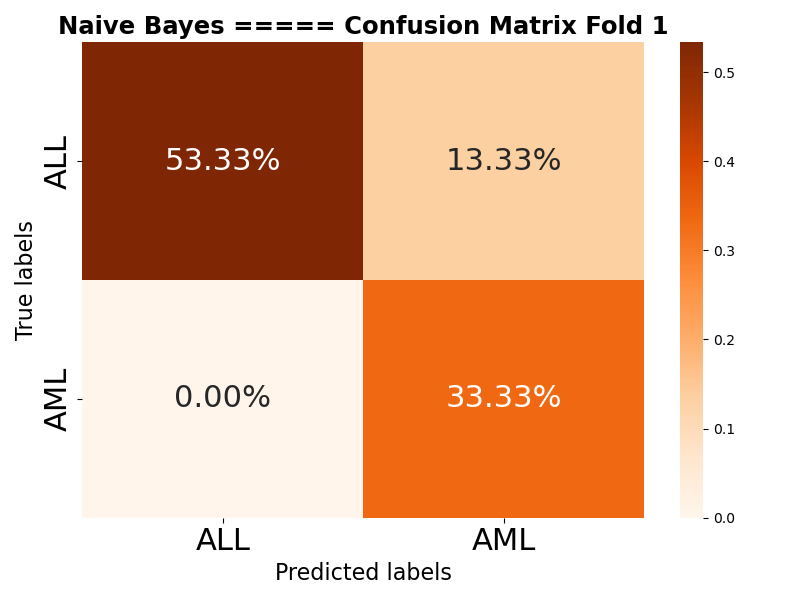 Naive Bayes ===== Confusion Matrix Fold 1
True labels
ALL
53.33%
13.33%
AML
0.00%
33.33%
ALL
AML
Predicted labels
0.5
0.4
0.3
0.2
0.1
0.0